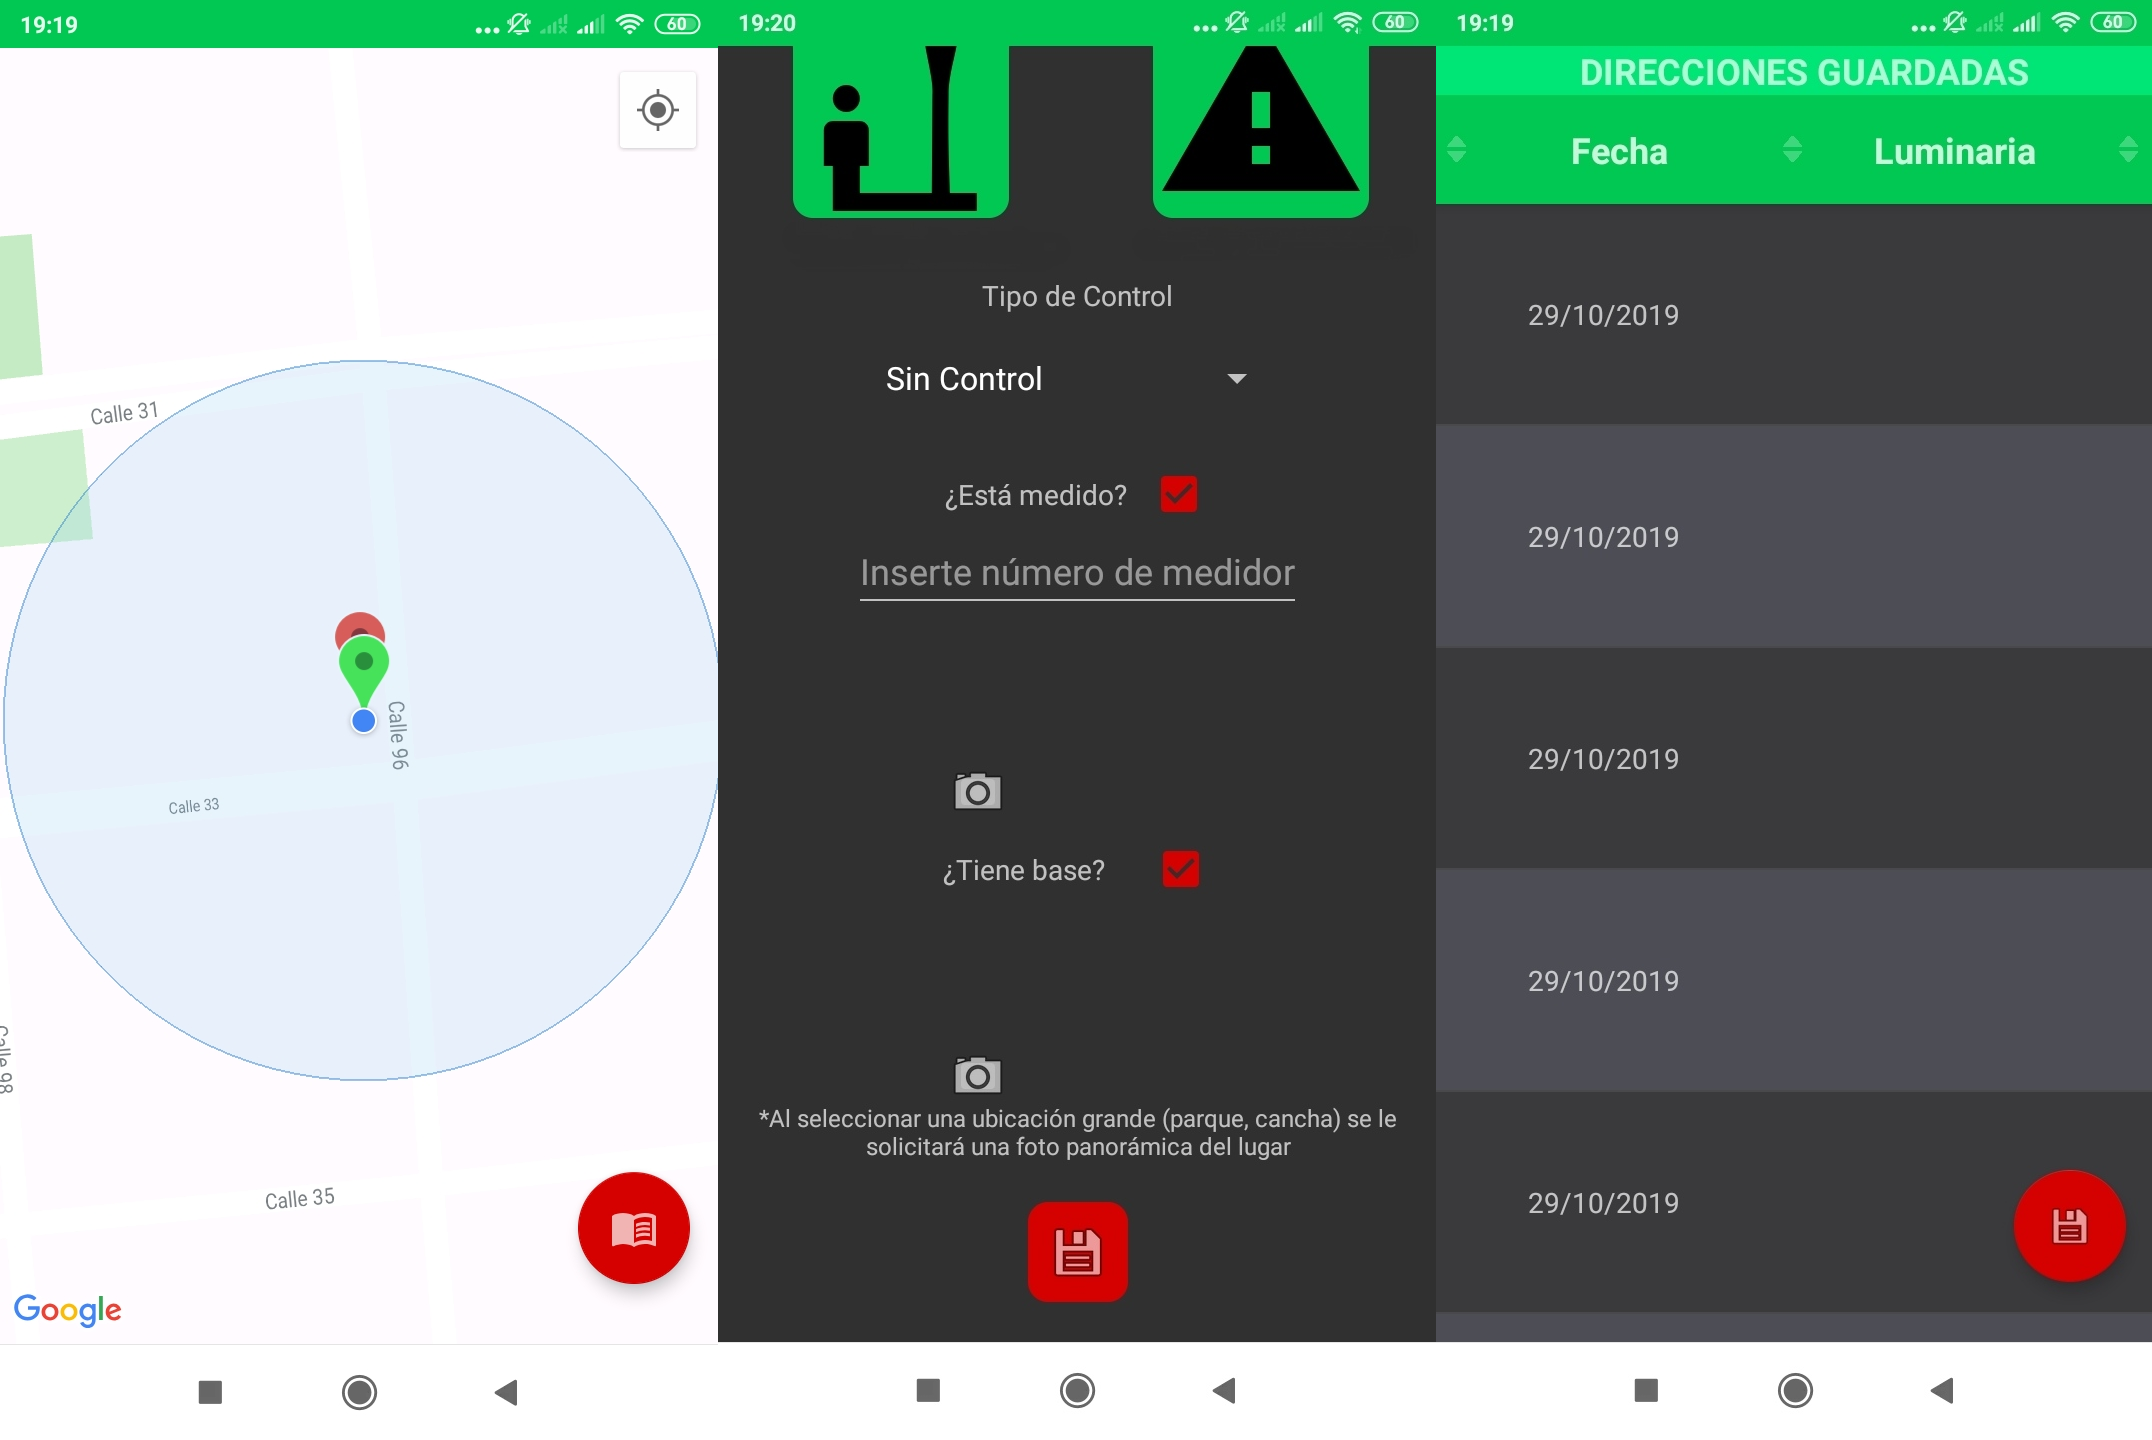 19:19
60
Calle 31
Calle 96
Calle 33
Calle 98
Calle 35
Google
19:20
60
Tipo de Control
Sin Control
¿Está medido?
Inserte número de medidor
¿Tiene base?
*Al seleccionar una ubicación grande (parque, cancha) se le
solicitará una foto panorámica del lugar
19:19
60
DIRECCIONES GUARDADAS
Fecha Luminaria
29/10/2019
29/10/2019
29/10/2019
29/10/2019
29/10/2019